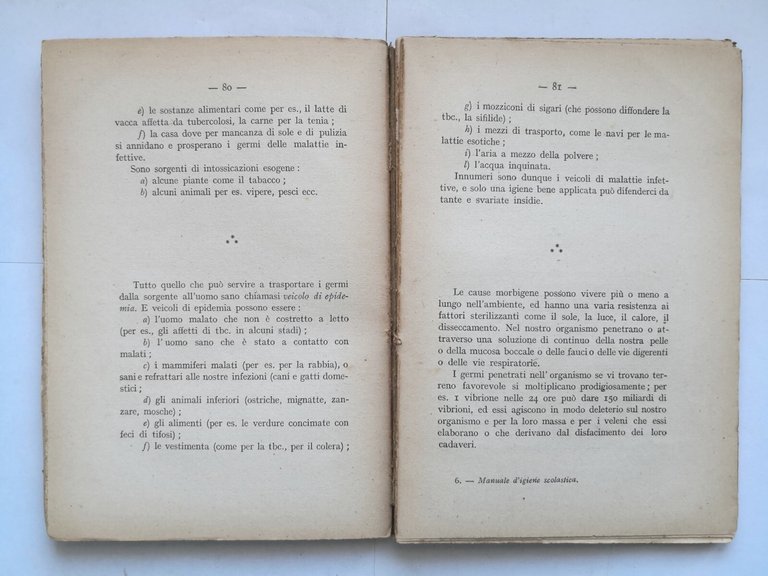 — 80 —
e) le sostanze alimentari come per es., il latte di
vacca affetta da tubercolosi, la carne per la tenia ;
f) la casa dove per mancanza di sole e di pulizia
si annidano e prosperano i germi delle malattie in-
fettive.
Sono sorgenti di intossicazioni esogene :
a) alcune piante come il tabacco ;
b) alcuni animali per es. vipere, pesci ecc.
⁂
Tutto quello che può servire a trasportare i germi
dalla sorgente all'uomo sano chiamasi veicolo di epide-
mia. E veicoli di epidemia possono essere :
a) l'uomo malato che non è costretto a letto
(per es., gli affetti di tbc. in alcuni stadi) ;
b) l'uomo sano che è stato a contatto con
malati ;
c) i mammiferi malati (per es. per la rabbia), o
sani e refrattari alle nostre infezioni (cani e gatti dome-
stici ;
d) gli animali inferiori (ostriche, mignatte, zan-
zare, mosche) ;
e) gli alimenti (per es. le verdure concimate con
feci di tifosi) ;
f) le vestimenta (come per la tbc., per il colera) ;
— 81 —
g) i mozziconi di sigari (che possono diffondere la
tbc., la sifilide) ;
h) i mezzi di trasporto, come le navi per le ma-
lattie esotiche ;
i) l'aria a mezzo della polvere ;
l) l'acqua inquinata.
Innumeri sono dunque i veicoli di malattie infet-
tive, e solo una igiene bene applicata può difenderci da
tante e svariate insidie.
⁂
Le cause morbigene possono vivere più o meno a
lungo nell'ambiente, ed hanno una varia resistenza ai
fattori sterilizzanti come il sole, la luce, il calore, il
disseccamento. Nel nostro organismo penetrano o at-
traverso una soluzione di continuo della nostra pelle
o della mucosa boccale o delle fauci o delle vie digerenti
o delle vie respiratorie.
I germi penetrati nell'organismo se vi trovano ter-
reno favorevole si moltiplicano prodigiosamente ; per
es. 1 vibrione nelle 24 ore può dare 150 miliardi di
vibrioni, ed essi agiscono in modo deleterio sul nostro
organismo e per la loro massa e per i veleni che essi
elaborano o che derivano dal disfacimento dei loro
cadaveri.
6. — Manuale d'igiene scolastica.